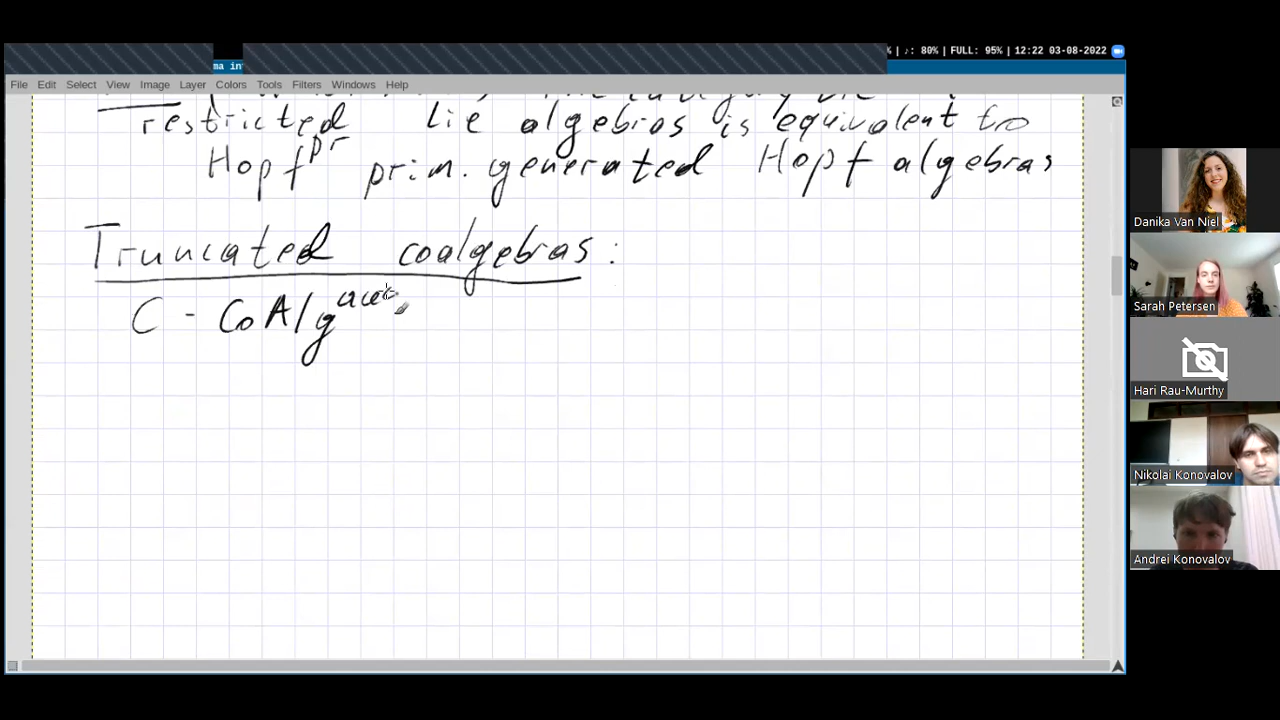 %| ♪: 80%| FULL: 95%| 12:22 03-08-2022
ma in
File Edit Select View Image Layer Colors Tools Filters Windows Help
restricted Lie algebras is equivalent to
Hopf^pr prim. generated Hopf algebras
Truncated coalgebras:
C - CoAlg
Danika Van Niel
Sarah Petersen
Hari Rau-Murthy
Nikolai Konovalov
Andrei Konovalov